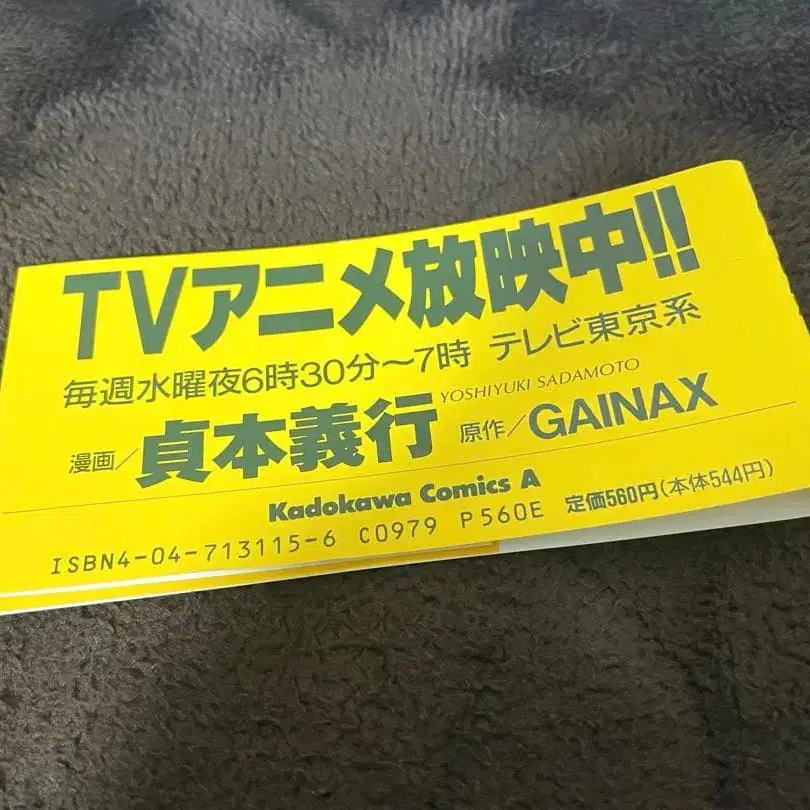 TVアニメ放映中!!
毎週水曜夜6時30分〜7時 テレビ東京系
YOSHIYUKI SADAMOTO
漫画/貞本義行 原作/GAINAX
Kadokawa Comics A
ISBN4-04-713115-6 C0979 P560E 定価560円(本体544円)